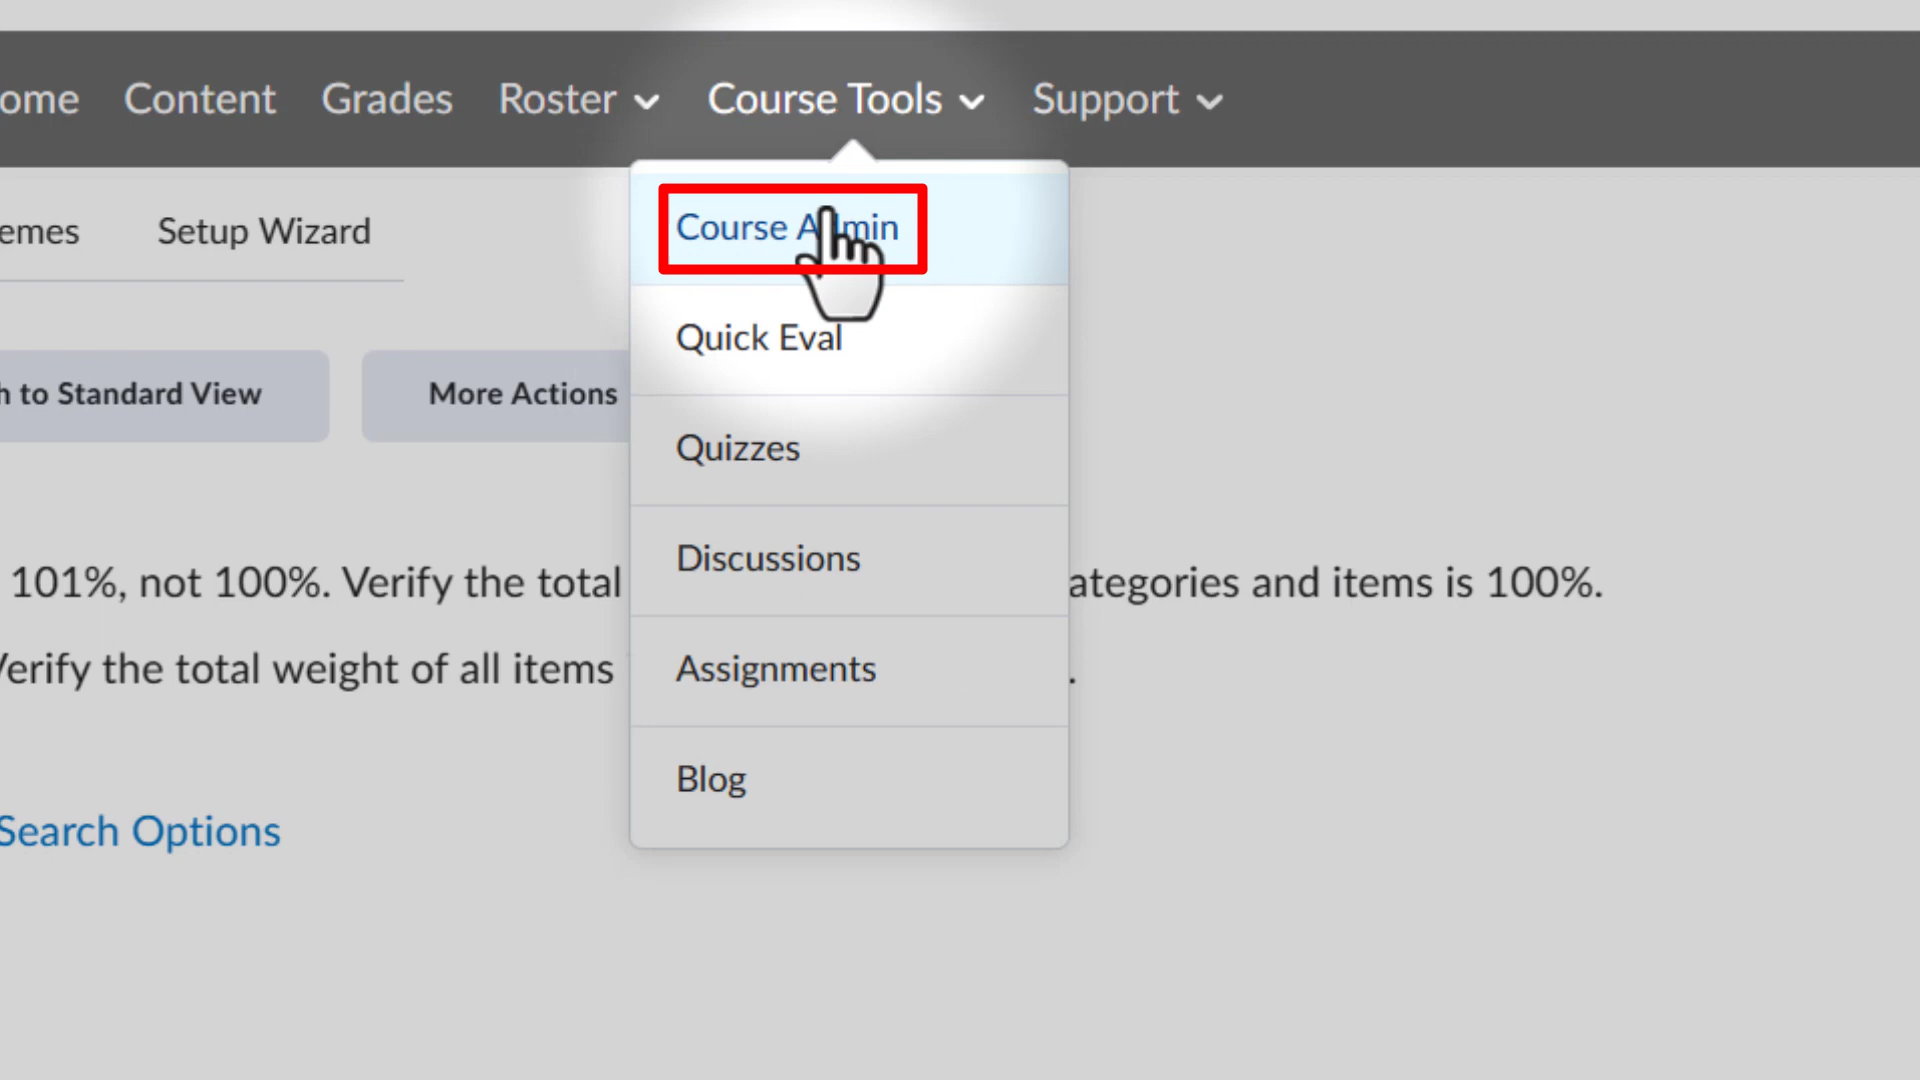 ome Content Grades Roster Course Tools Support
emes Setup Wizard
Course Admin
Quick Eval
h to Standard View More Actions
Quizzes
Discussions
101%, not 100%. Verify the total ategories and items is 100%.
Verify the total weight of all items .
Assignments
Blog
Search Options